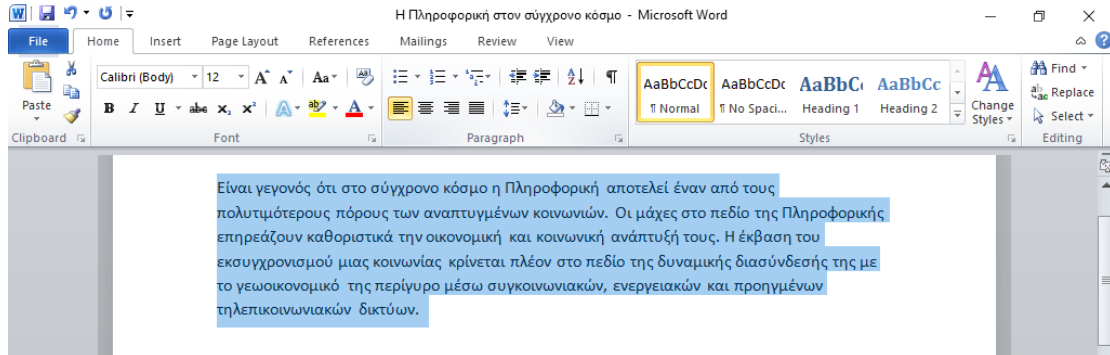 Η Πληροφορική στον σύγχρονο κόσμο - Microsoft Word
File Home Insert Page Layout References Mailings Review View
Calibri (Body) 12 A A Aa
Paste B I U abc x₂ x² A ab A
AaBbCcDc AaBbCcDc AaBbC AaBbCc
¶ Normal ¶ No Spaci... Heading 1 Heading 2
Change Styles
Find
Replace
Select
Clipboard Font Paragraph Styles Editing
Είναι γεγονός ότι στο σύγχρονο κόσμο η Πληροφορική αποτελεί έναν από τους
πολυτιμότερους πόρους των αναπτυγμένων κοινωνιών. Οι μάχες στο πεδίο της Πληροφορικής
επηρεάζουν καθοριστικά την οικονομική και κοινωνική ανάπτυξή τους. Η έκβαση του
εκσυγχρονισμού μιας κοινωνίας κρίνεται πλέον στο πεδίο της δυναμικής διασύνδεσής της με
το γεωοικονομικό της περίγυρο μέσω συγκοινωνιακών, ενεργειακών και προηγμένων
τηλεπικοινωνιακών δικτύων.